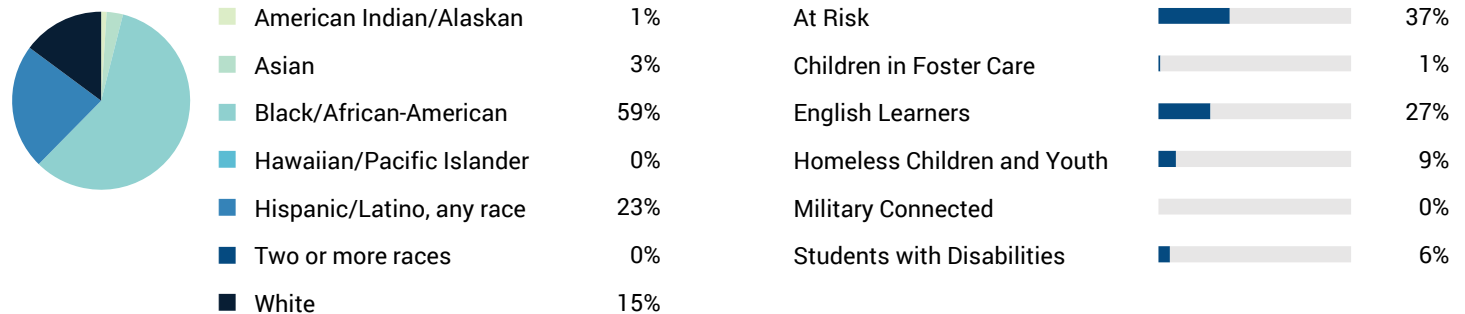 American Indian/Alaskan 1%
Asian 3%
Black/African-American 59%
Hawaiian/Pacific Islander 0%
Hispanic/Latino, any race 23%
Two or more races 0%
White 15%
At Risk 37%
Children in Foster Care 1%
English Learners 27%
Homeless Children and Youth 9%
Military Connected 0%
Students with Disabilities 6%